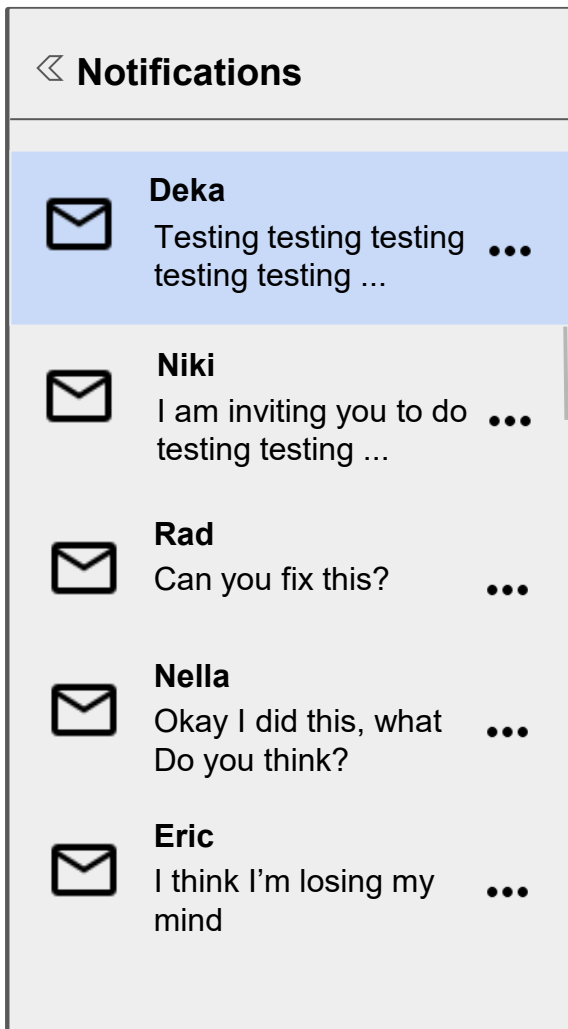 Notifications
Deka
Testing testing testing
testing testing ...
Niki
I am inviting you to do
testing testing ...
Rad
Can you fix this?
Nella
Okay I did this, what
Do you think?
Eric
I think I’m losing my
mind